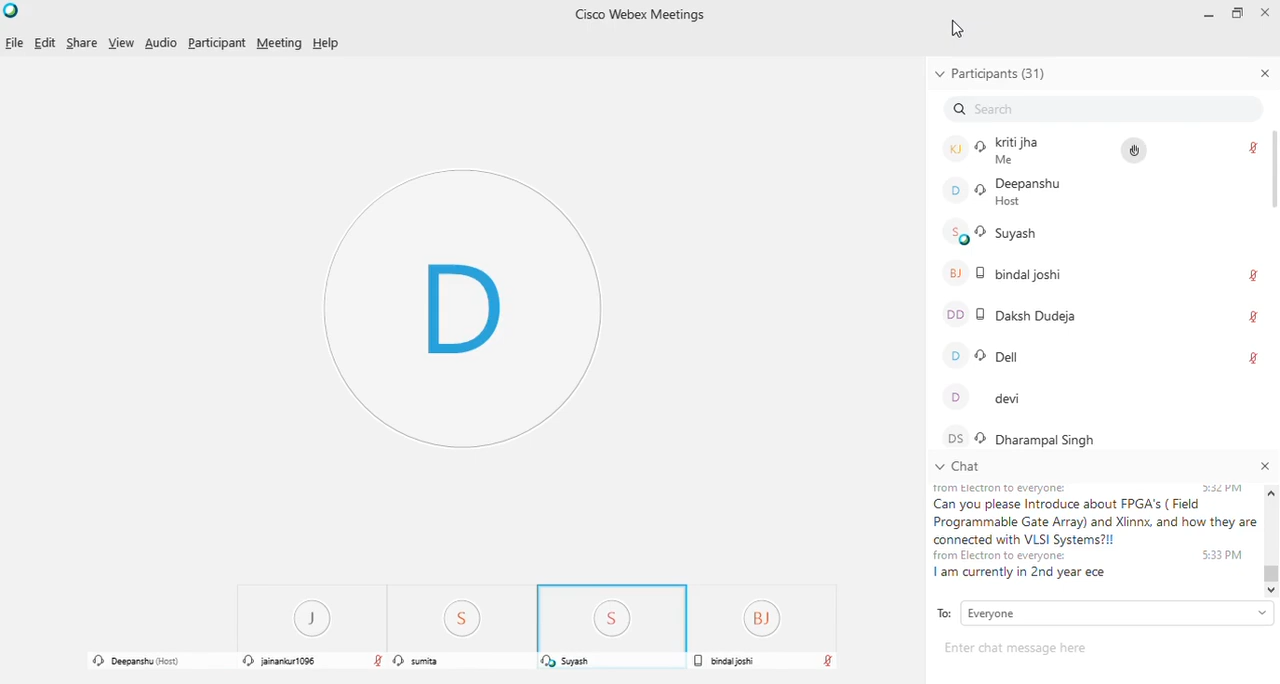 Cisco Webex Meetings
File Edit Share View Audio Participant Meeting Help
Participants (31)
Search
KJ kriti jha
Me
D Deepanshu
Host
S Suyash
BJ bindal joshi
DD Daksh Dudeja
D Dell
D devi
DS Dharampal Singh
Chat
from Electron to everyone: 5:32 PM
Can you please Introduce about FPGA's ( Field
Programmable Gate Array) and Xlinnx, and how they are
connected with VLSI Systems?!!
from Electron to everyone: 5:33 PM
I am currently in 2nd year ece
To: Everyone
Enter chat message here
D
J S S BJ
Deepanshu (Host) jainankur1096 sumita Suyash bindal joshi